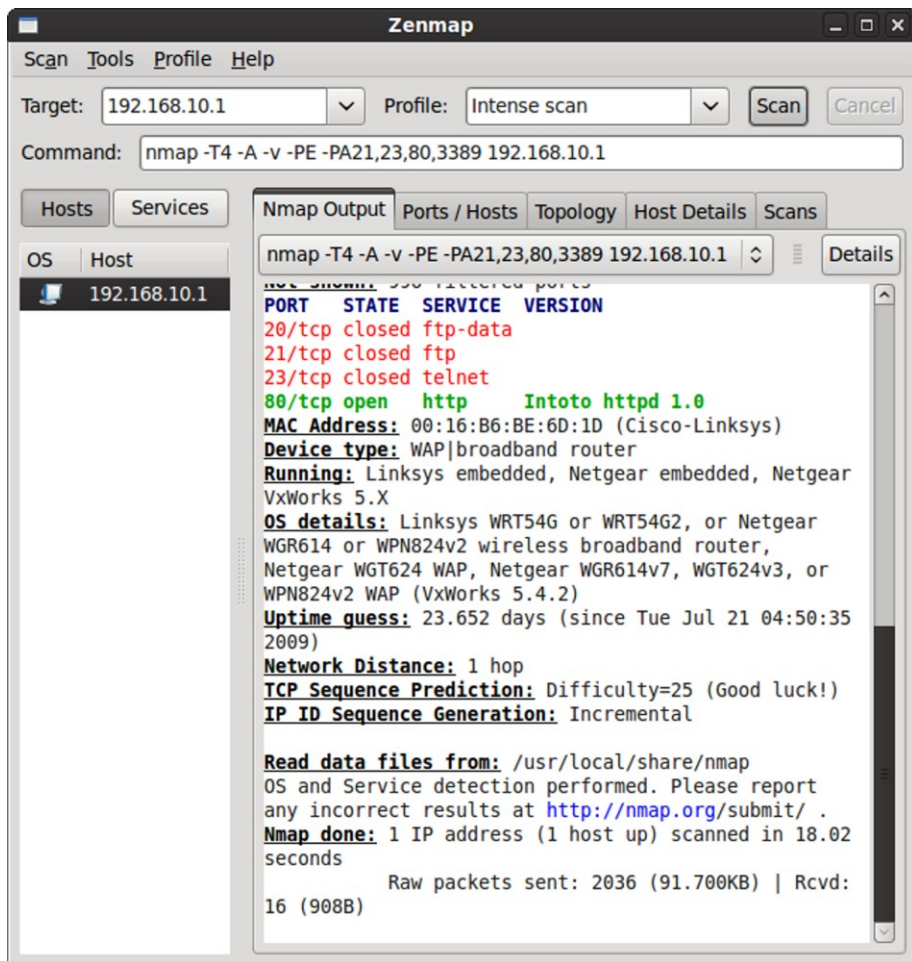 Zenmap
Scan Tools Profile Help
Target: 192.168.10.1 Profile: Intense scan Scan Cancel
Command: nmap -T4 -A -v -PE -PA21,23,80,3389 192.168.10.1
Hosts Services
Nmap Output Ports / Hosts Topology Host Details Scans
OS Host
nmap -T4 -A -v -PE -PA21,23,80,3389 192.168.10.1 Details
192.168.10.1
Not shown: 996 filtered ports
PORT STATE SERVICE VERSION
20/tcp closed ftp-data
21/tcp closed ftp
23/tcp closed telnet
80/tcp open http Intoto httpd 1.0
MAC Address: 00:16:B6:BE:6D:1D (Cisco-Linksys)
Device type: WAP|broadband router
Running: Linksys embedded, Netgear embedded, Netgear
VxWorks 5.X
OS details: Linksys WRT54G or WRT54G2, or Netgear
WGR614 or WPN824v2 wireless broadband router,
Netgear WGT624 WAP, Netgear WGR614v7, WGT624v3, or
WPN824v2 WAP (VxWorks 5.4.2)
Uptime guess: 23.652 days (since Tue Jul 21 04:50:35
2009)
Network Distance: 1 hop
TCP Sequence Prediction: Difficulty=25 (Good luck!)
IP ID Sequence Generation: Incremental
Read data files from: /usr/local/share/nmap
OS and Service detection performed. Please report
any incorrect results at http://nmap.org/submit/ .
Nmap done: 1 IP address (1 host up) scanned in 18.02
seconds
Raw packets sent: 2036 (91.700KB) | Rcvd:
16 (908B)